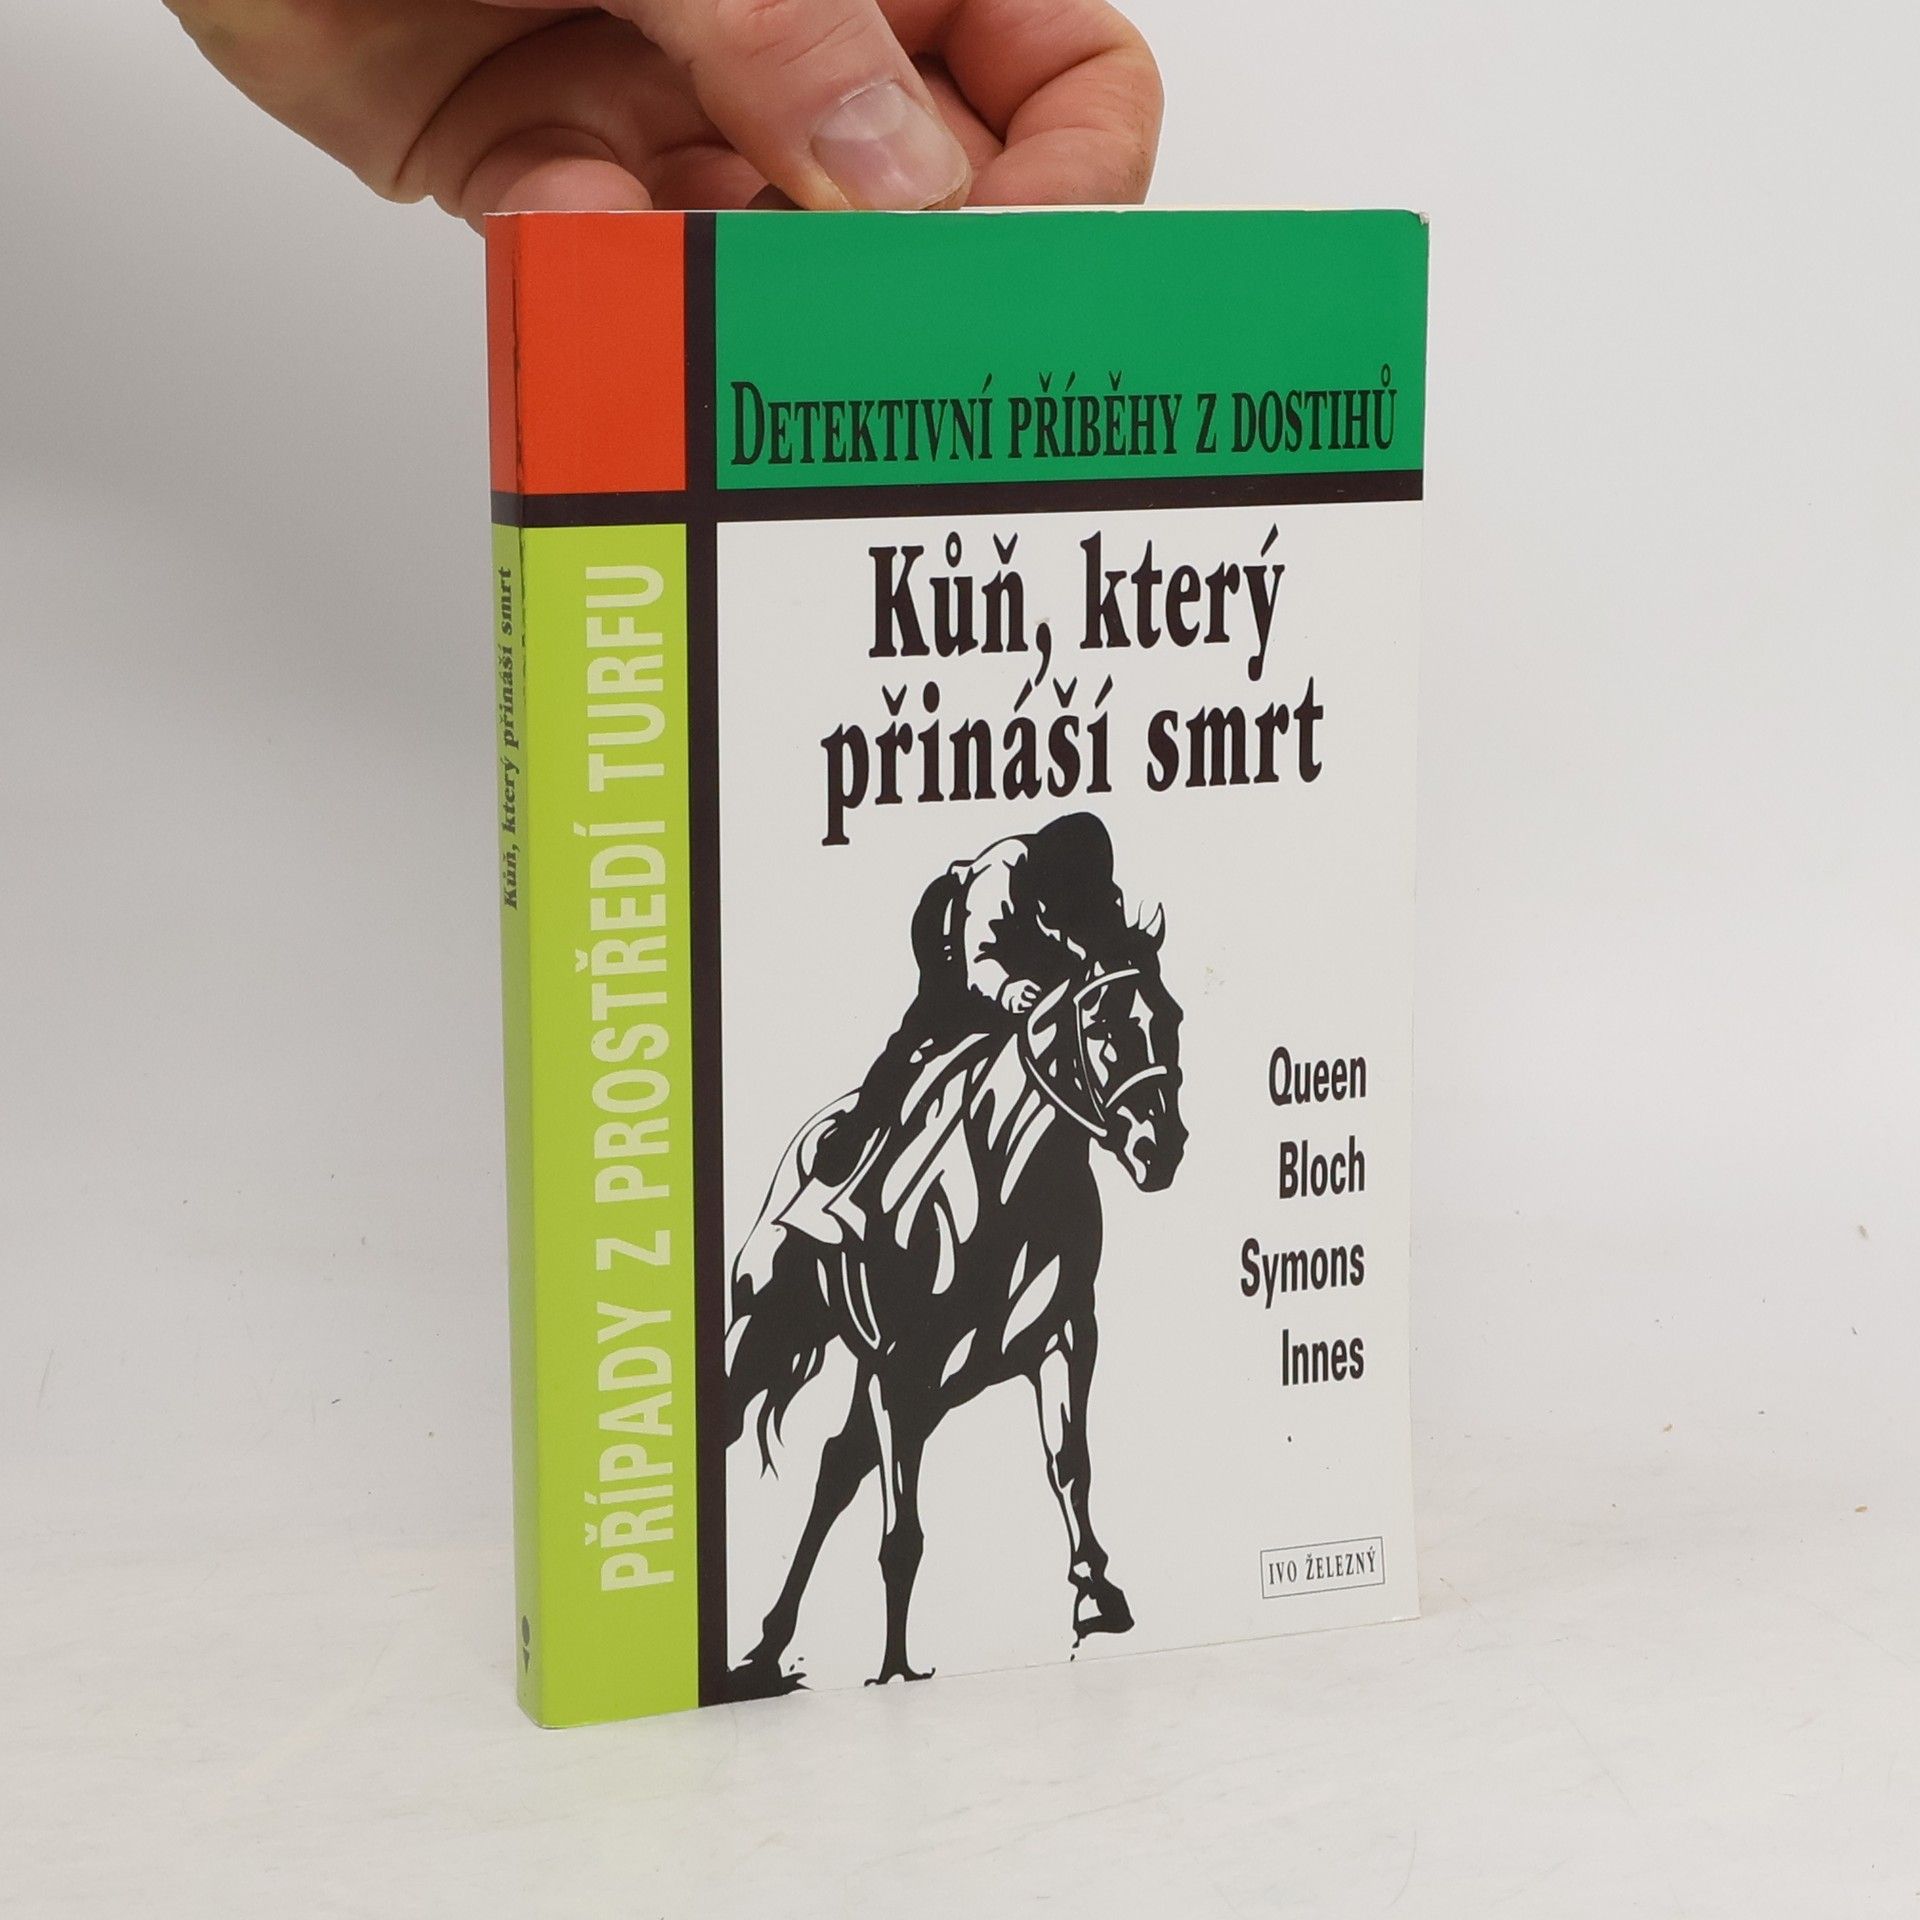 Detektivní příběhy z dostihů
Kůň, který
přináší smrt
Queen
Bloch
Symons
Innes
IVO ŽELEZNÝ
PŘÍPADY Z PROSTŘEDÍ TURFU
Kůň, který přináší smrt